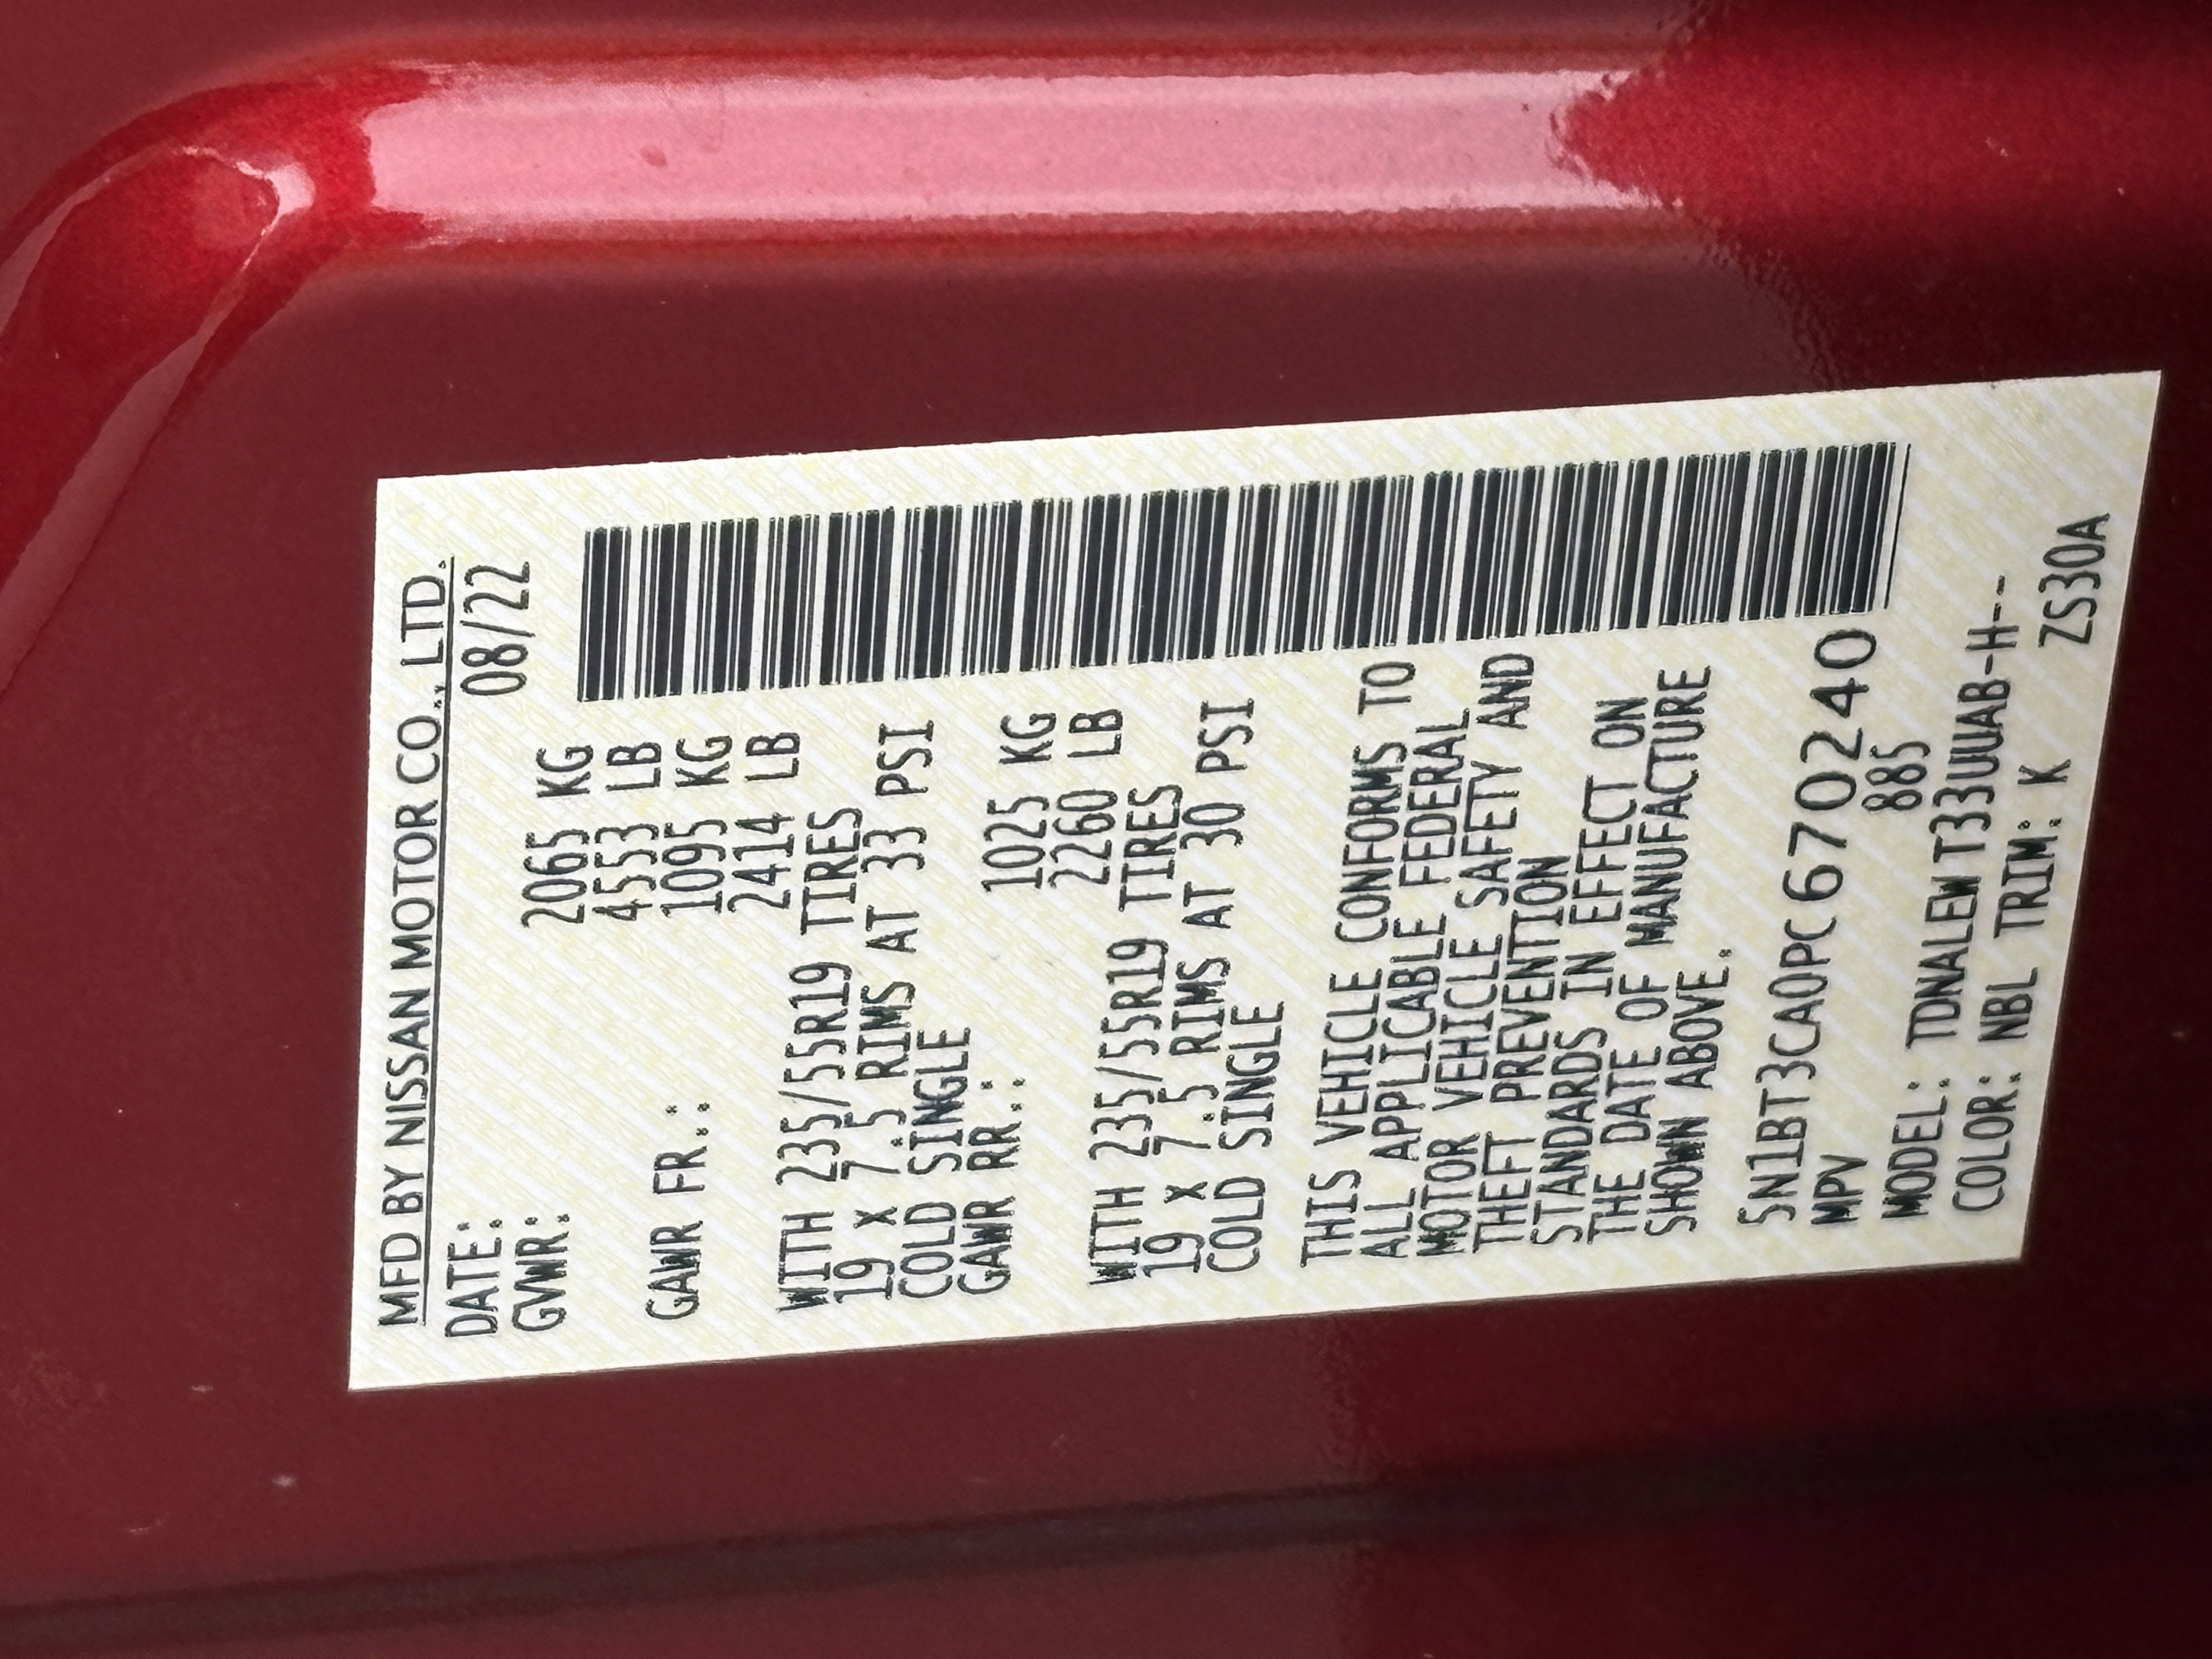 MFD BY NISSAN MOTOR CO., LTD.
DATE: 08/22
GVWR: 2065 KG
4553 LB
GAWR FR.: 1095 KG
2414 LB
WITH 235/55R19 TIRES
19 x 7.5 RIMS AT 33 PSI
COLD SINGLE
GAWR RR.: 1025 KG
2260 LB
WITH 235/55R19 TIRES
19 x 7.5 RIMS AT 30 PSI
COLD SINGLE
THIS VEHICLE CONFORMS TO
ALL APPLICABLE FEDERAL
MOTOR VEHICLE SAFETY AND
THEFT PREVENTION
STANDARDS IN EFFECT ON
THE DATE OF MANUFACTURE
SHOWN ABOVE.
5N1BT3CA0PC670240
MPV 885
MODEL: TDNALEW T33UUAB-H--
COLOR: NBL TRIM: K
ZS30A